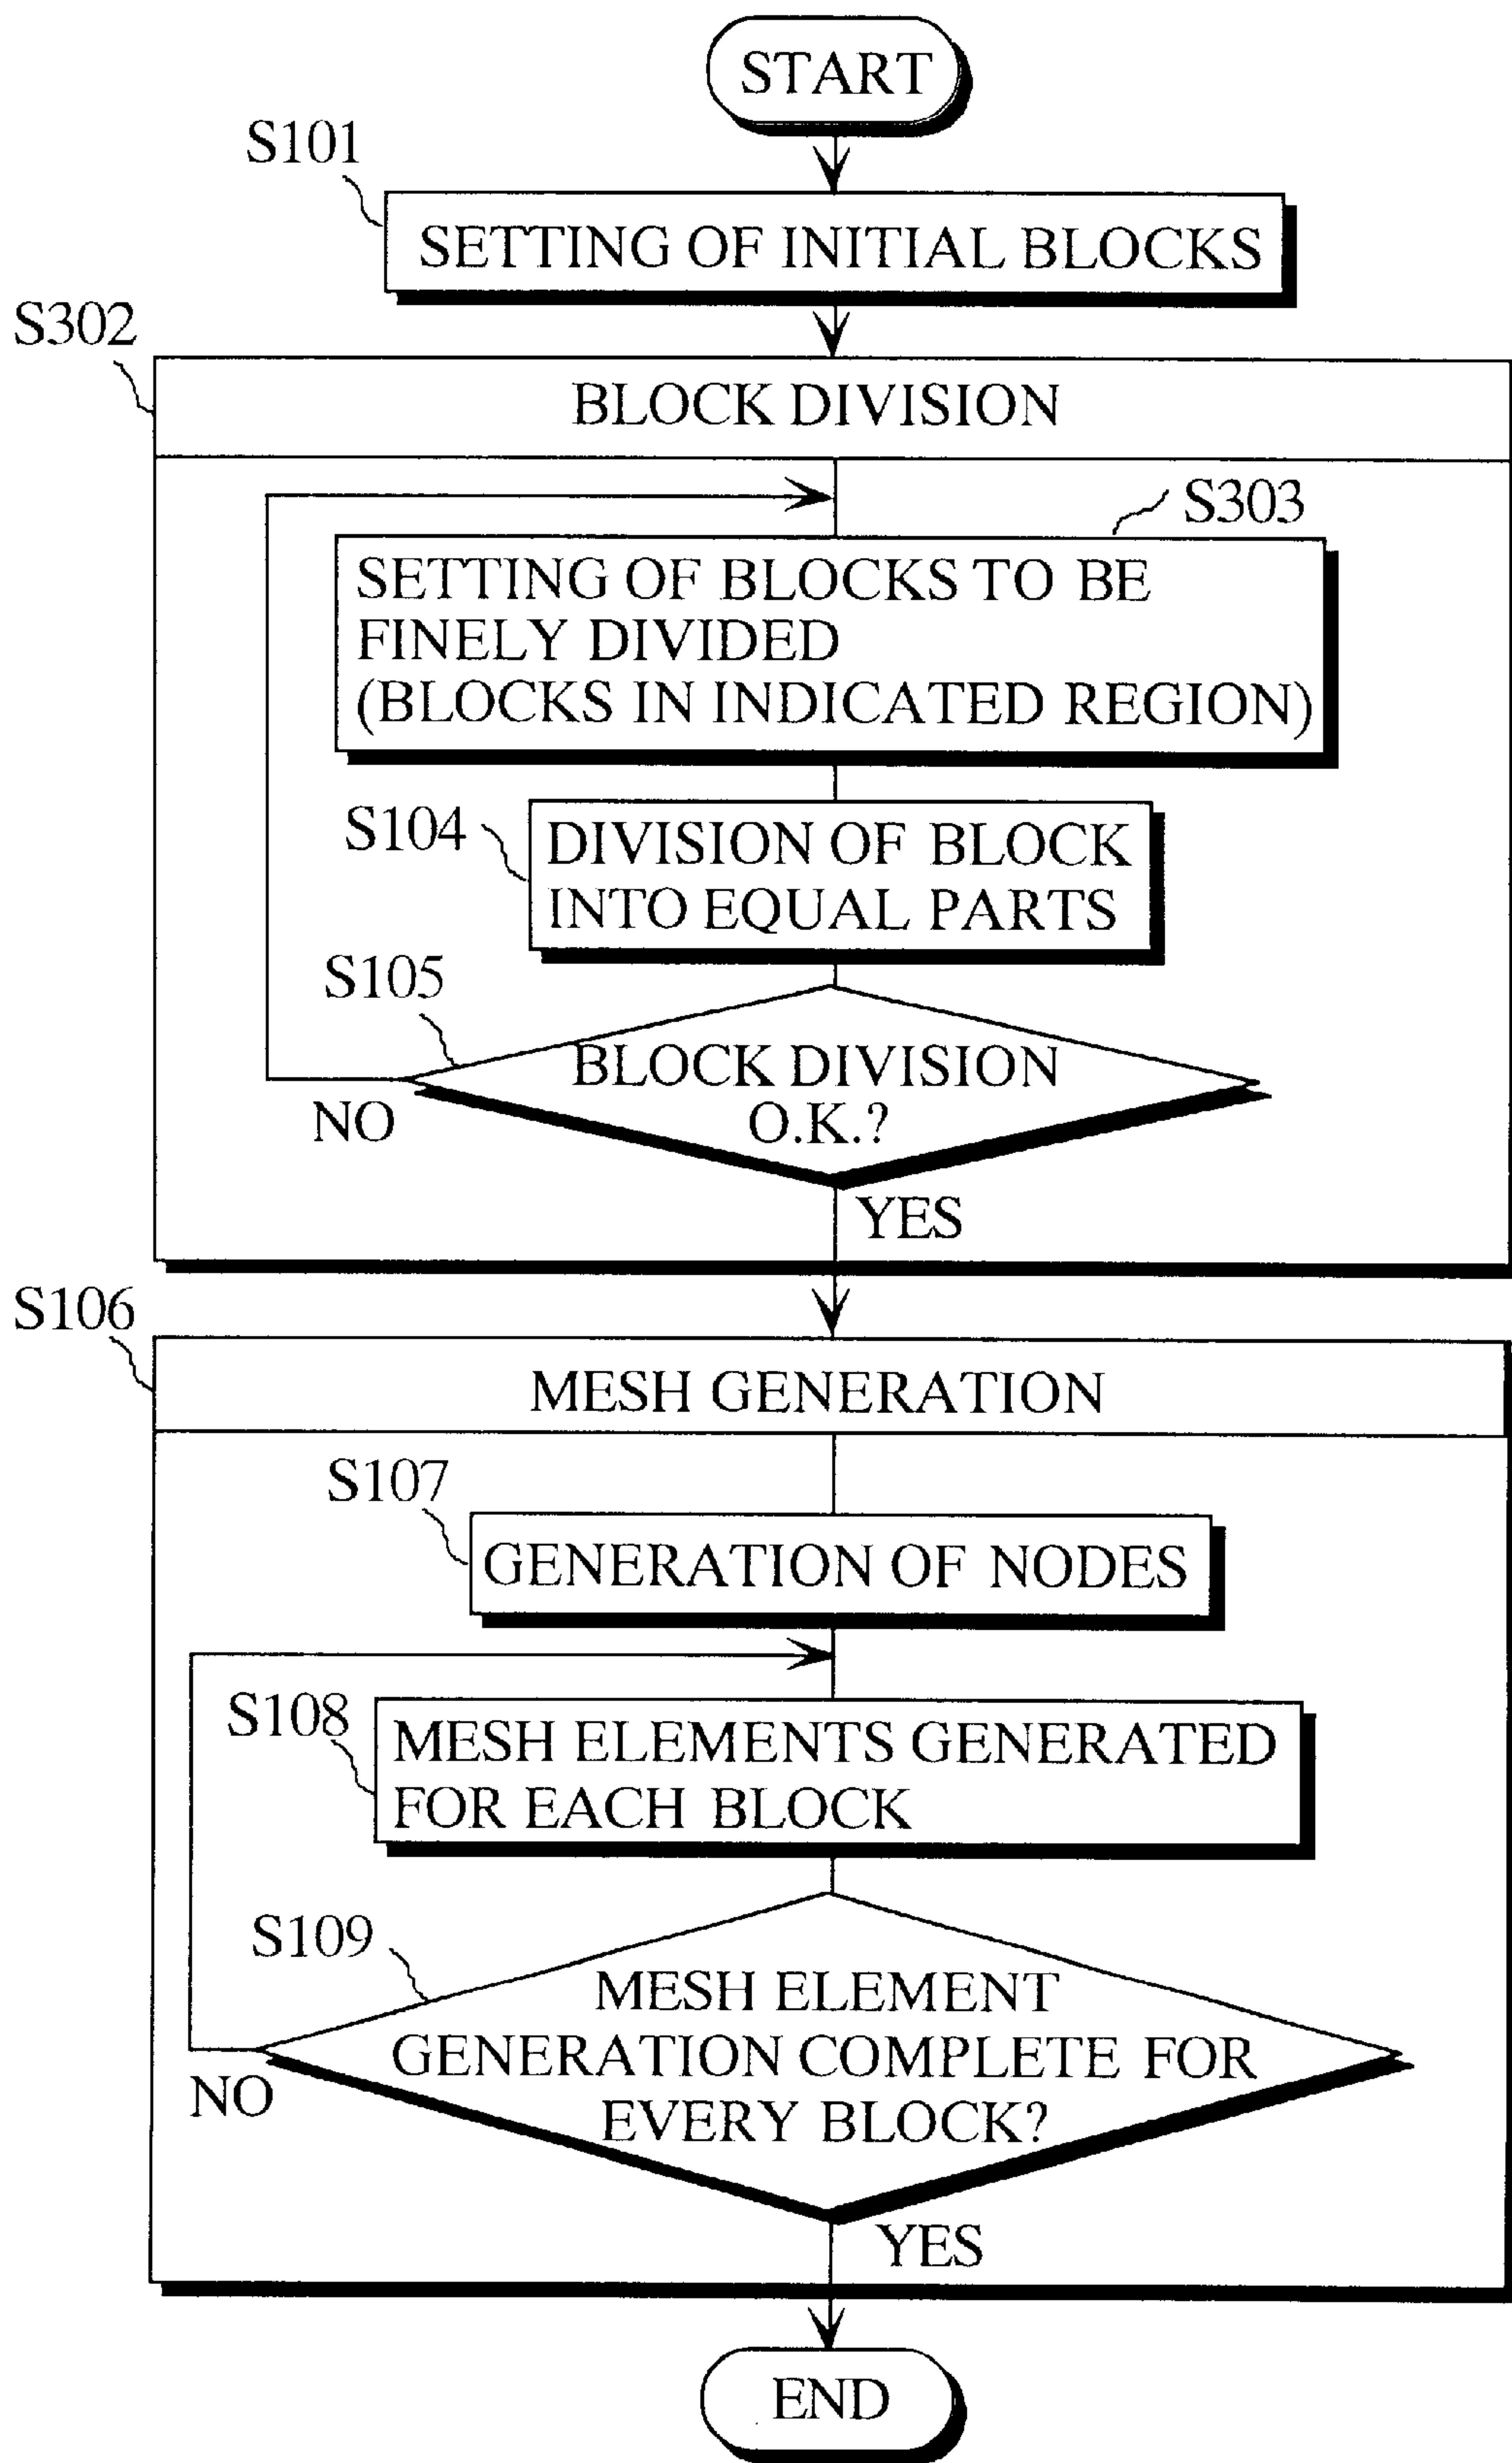 START
S101
SETTING OF INITIAL BLOCKS
S302
BLOCK DIVISION
S303
SETTING OF BLOCKS TO BE
FINELY DIVIDED
(BLOCKS IN INDICATED REGION)
S104
DIVISION OF BLOCK
INTO EQUAL PARTS
S105
BLOCK DIVISION
O.K.?
NO
YES
S106
MESH GENERATION
S107
GENERATION OF NODES
S108
MESH ELEMENTS GENERATED
FOR EACH BLOCK
S109
MESH ELEMENT
GENERATION COMPLETE FOR
EVERY BLOCK?
NO
YES
END